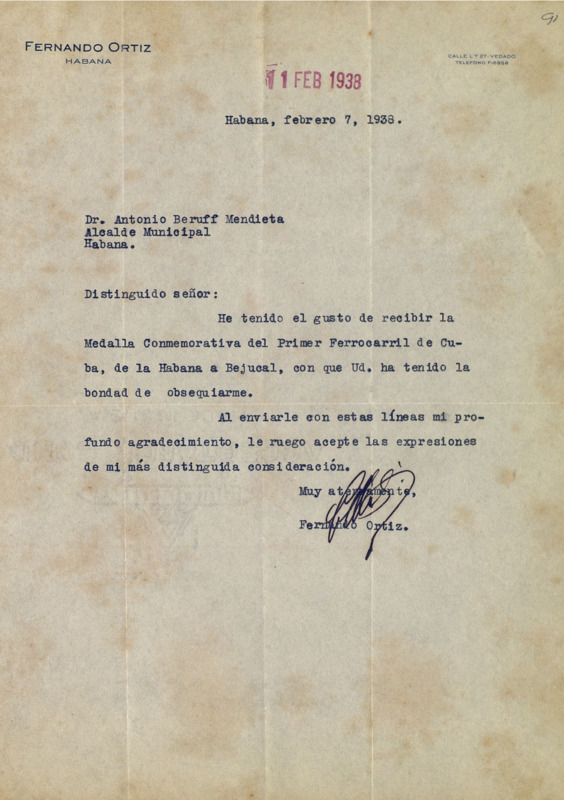 FERNANDO ORTIZ
HABANA
CALLE L Y 27. VEDADO
11 FEB 1938
Habana, febrero 7, 1938.
Dr. Antonio Beruff Mendieta
Alcalde Municipal
Habana.
Distinguido señor:
He tenido el gusto de recibir la
Medalla Conmemorativa del Primer Ferrocarril de Cu-
ba, de la Habana a Bejucal, con que Ud. ha tenido la
bondad de obsequiarme.
Al enviarle con estas líneas mi pro-
fundo agradecimiento, le ruego acepte las expresiones
de mi más distinguida consideración.
Muy atentamente,
Fernando Ortiz.